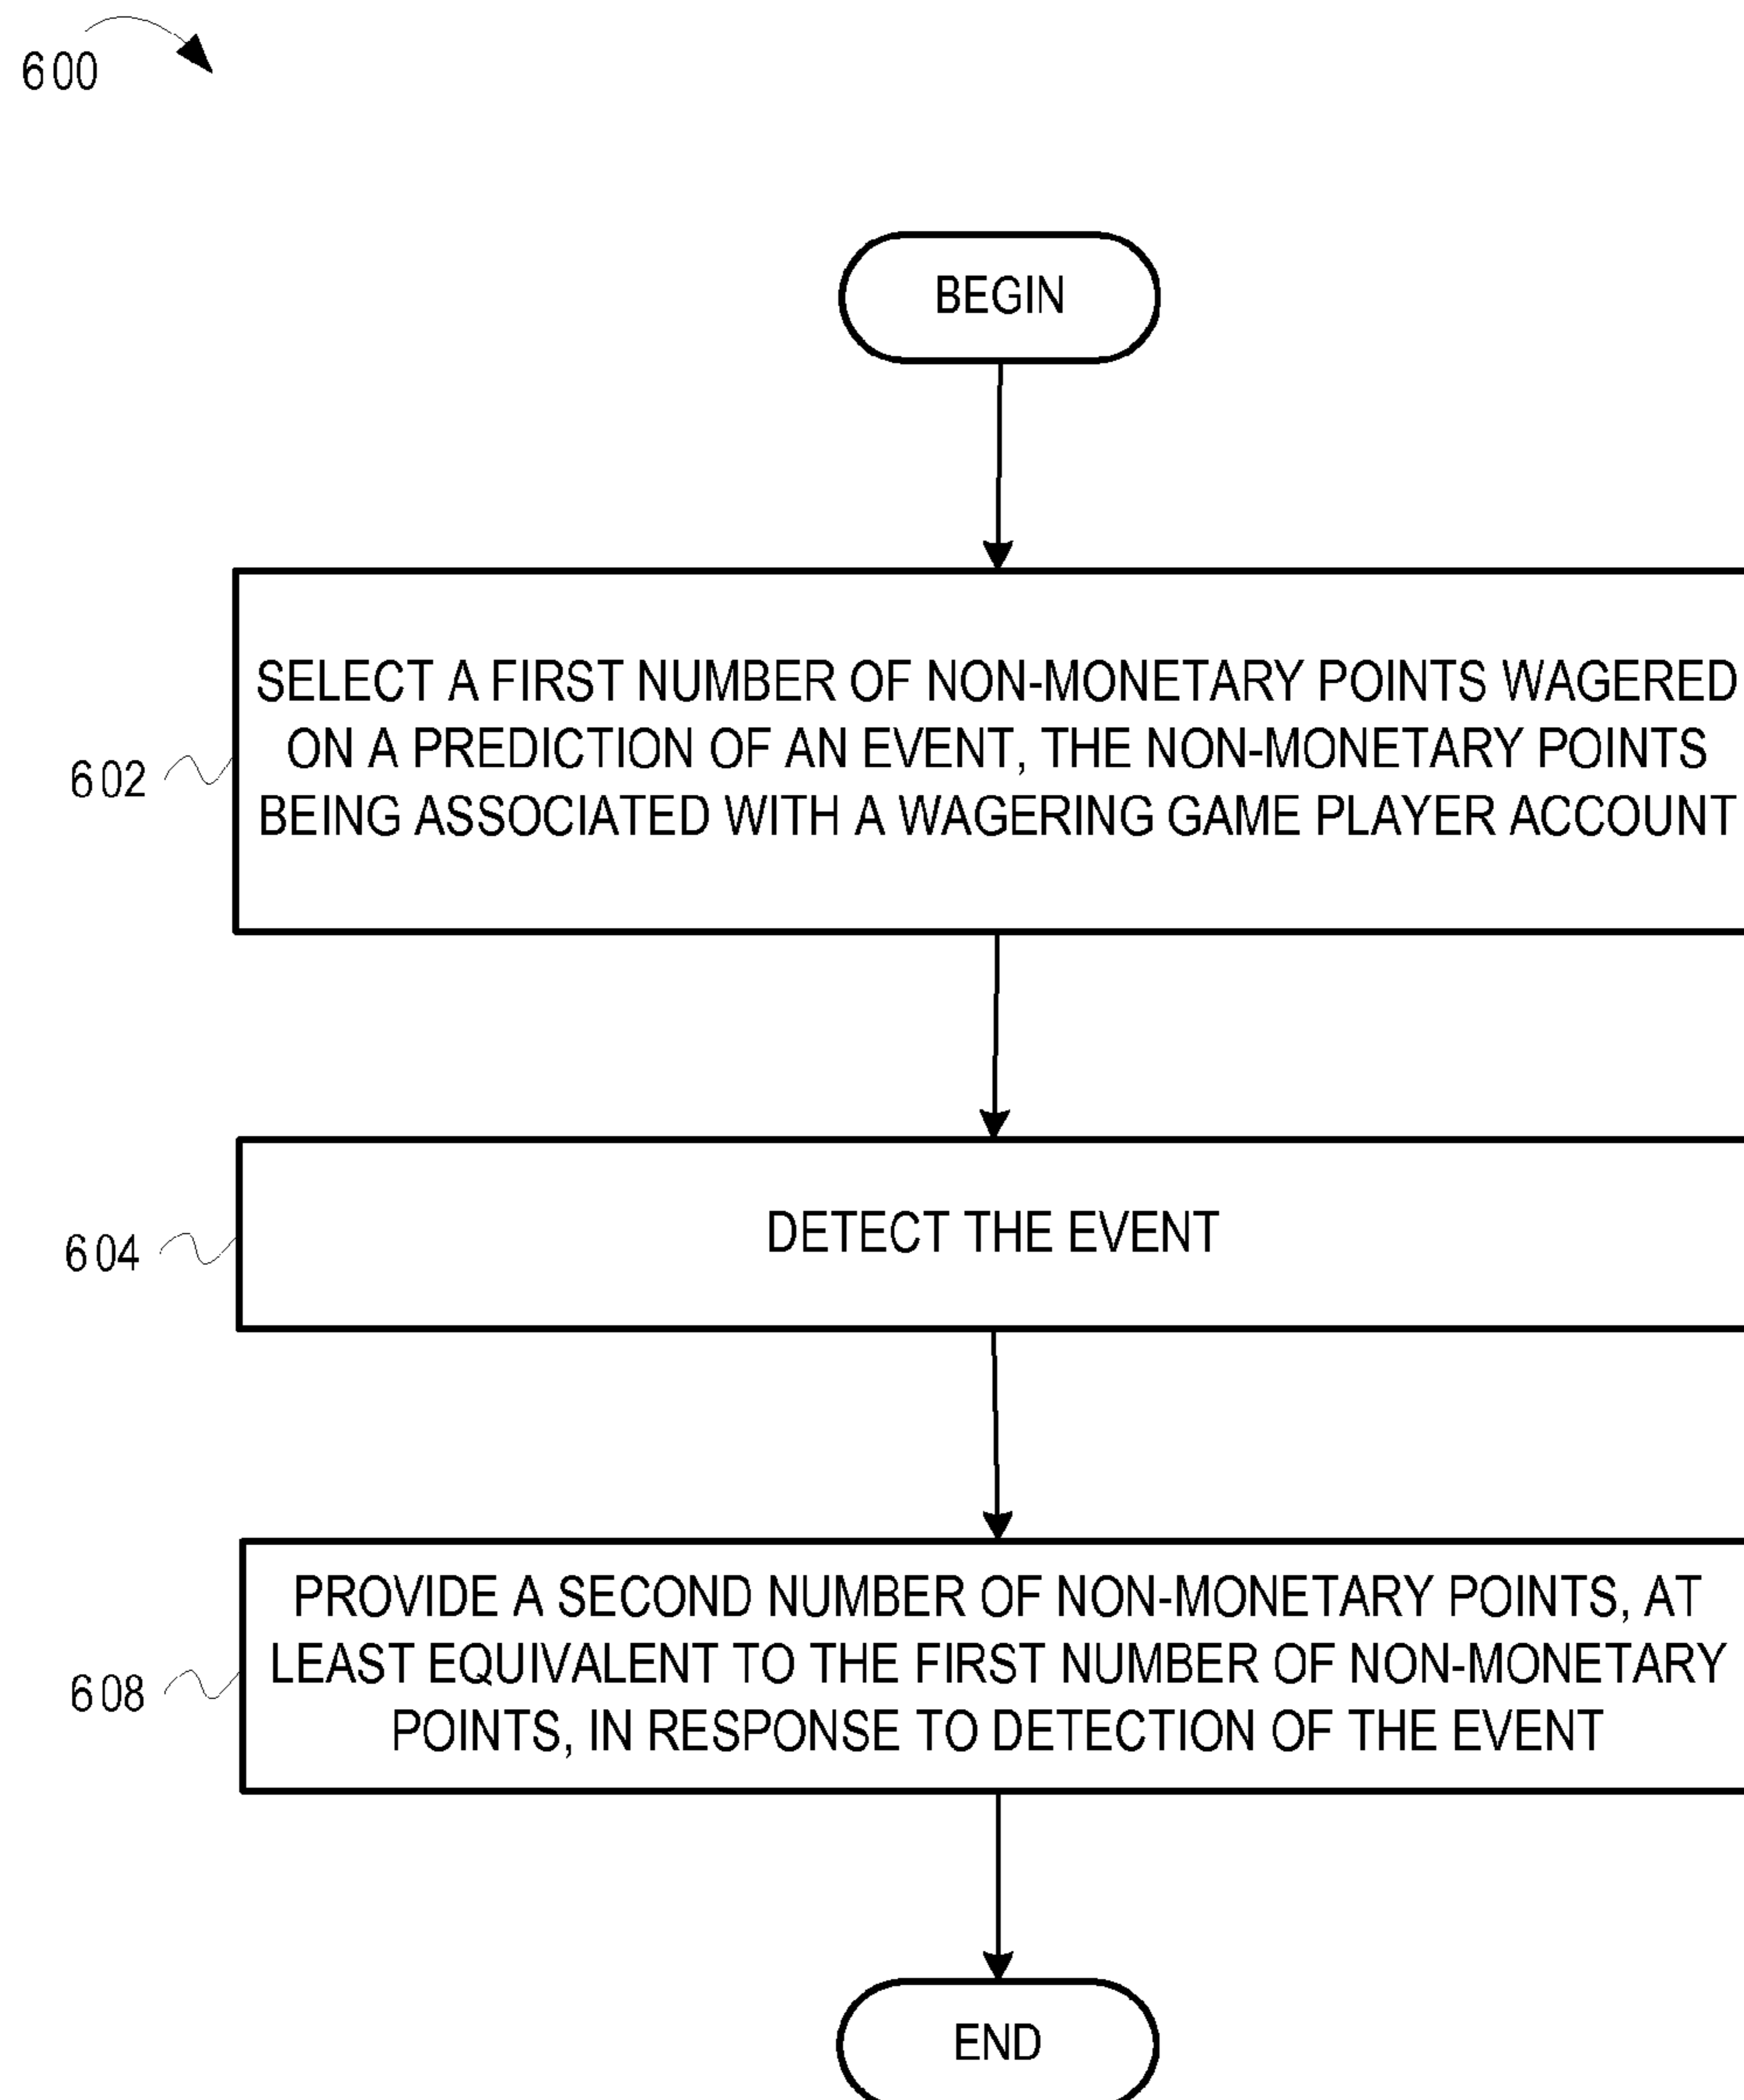 600
BEGIN
SELECT A FIRST NUMBER OF NON-MONETARY POINTS WAGERED
ON A PREDICTION OF AN EVENT, THE NON-MONETARY POINTS
BEING ASSOCIATED WITH A WAGERING GAME PLAYER ACCOUNT
602
DETECT THE EVENT
604
PROVIDE A SECOND NUMBER OF NON-MONETARY POINTS, AT
LEAST EQUIVALENT TO THE FIRST NUMBER OF NON-MONETARY
POINTS, IN RESPONSE TO DETECTION OF THE EVENT
608
END